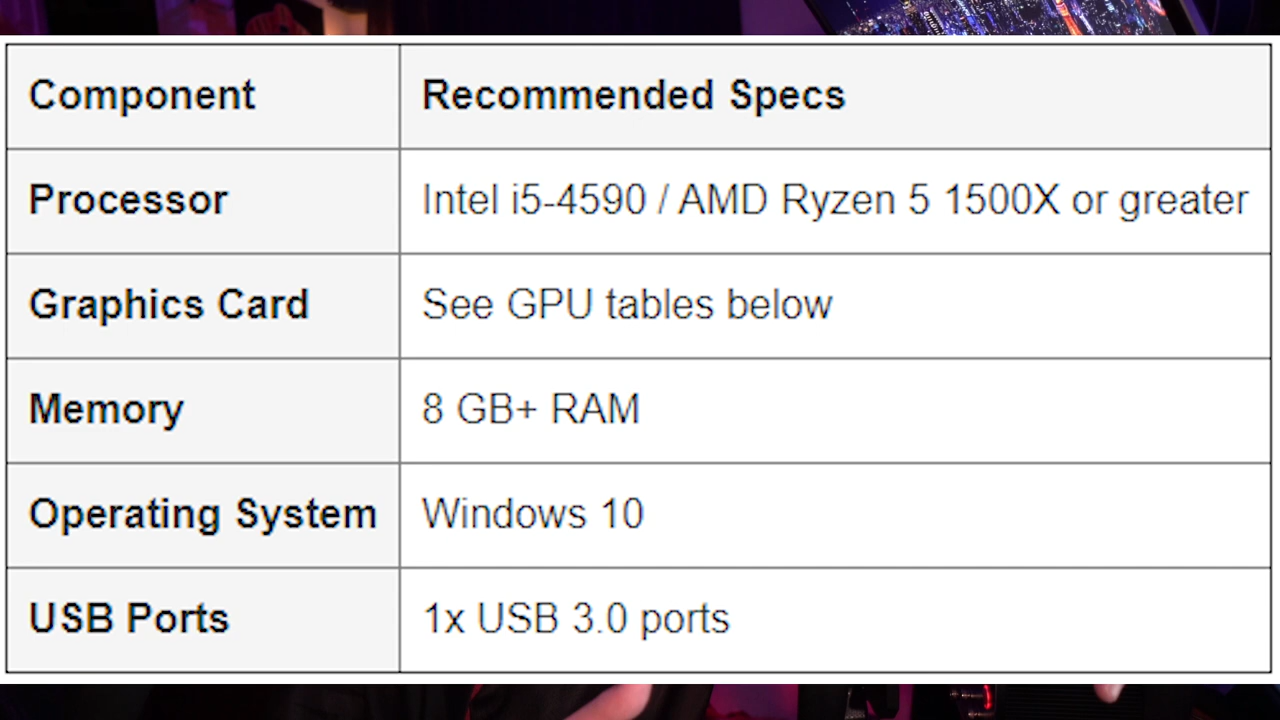 Component Recommended Specs
Processor Intel i5-4590 / AMD Ryzen 5 1500X or greater
Graphics Card See GPU tables below
Memory 8 GB+ RAM
Operating System Windows 10
USB Ports 1x USB 3.0 ports